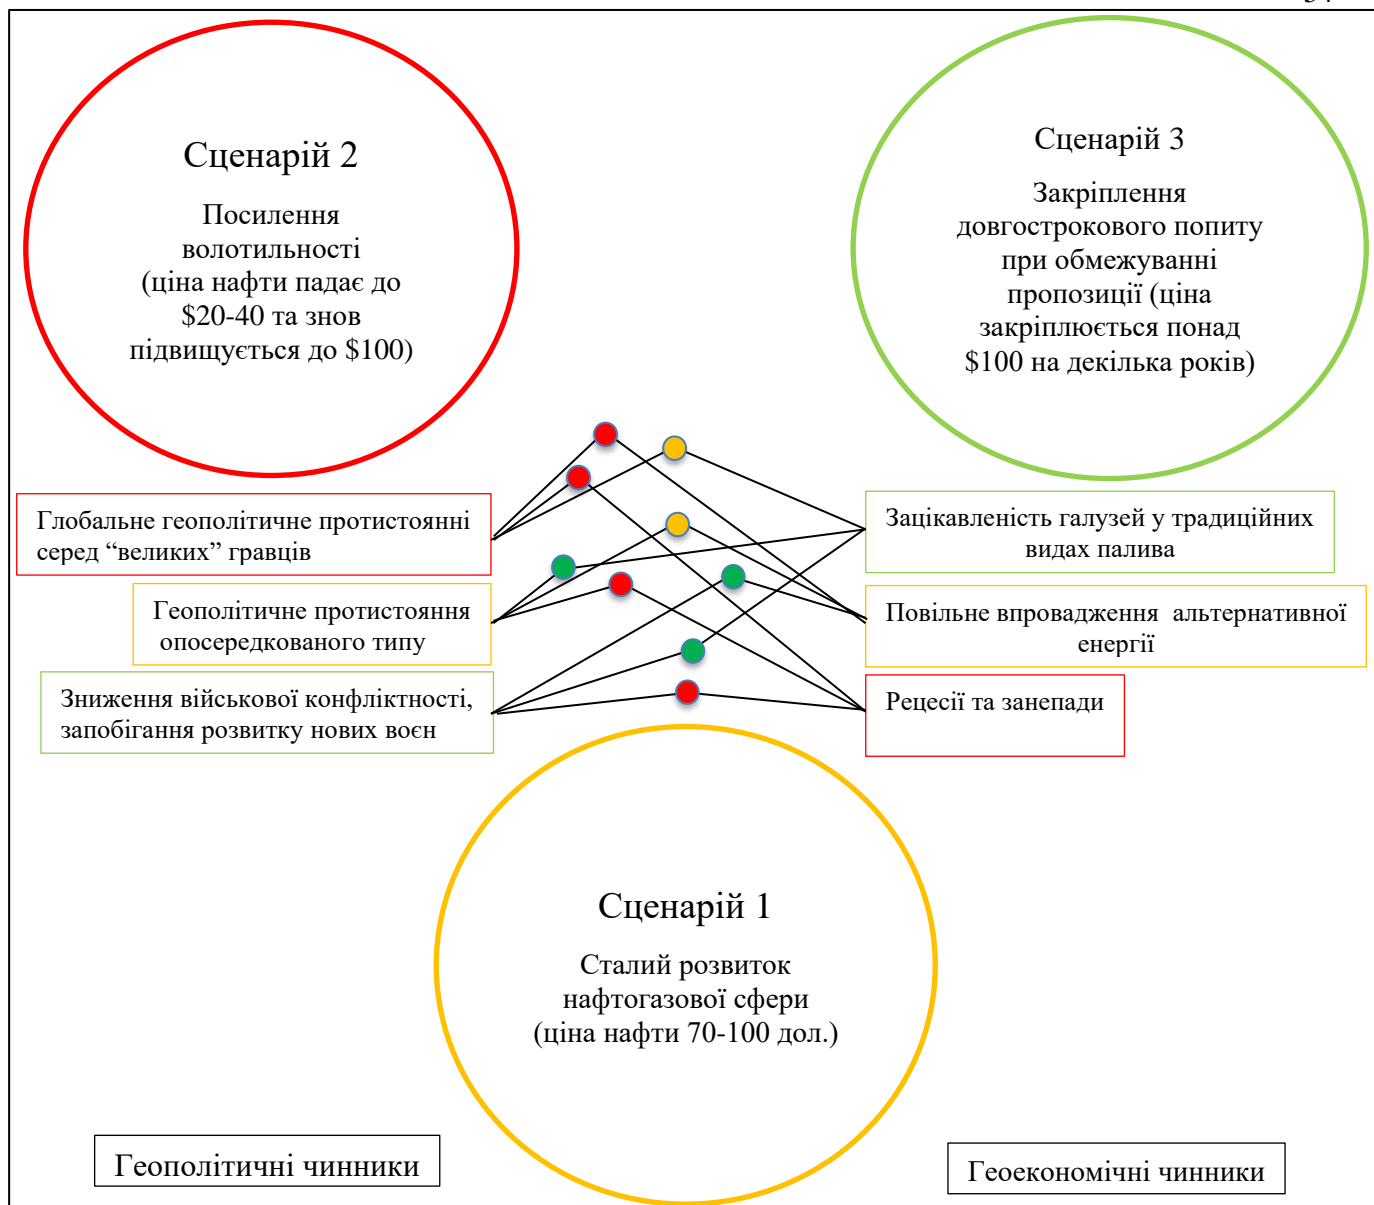 Сценарій 2
Посилення
волотильності
(ціна нафти падає до
$20-40 та знов
підвищується до $100)
Сценарій 3
Закріплення
довгострокового попиту
при обмежуванні
пропозиції (ціна
закріплюється понад
$100 на декілька років)
Глобальне геополітичне протистоянні
серед “великих” гравців
Геополітичне протистояння
опосередкованого типу
Зниження військової конфліктності,
запобігання розвитку нових воєн
Зацікавленість галузей у традиційних
видах палива
Повільне впровадження альтернативної
енергії
Рецесії та занепади
Сценарій 1
Сталий розвиток
нафтогазової сфери
(ціна нафти 70-100 дол.)
Геополітичні чинники
Геоекономічні чинники